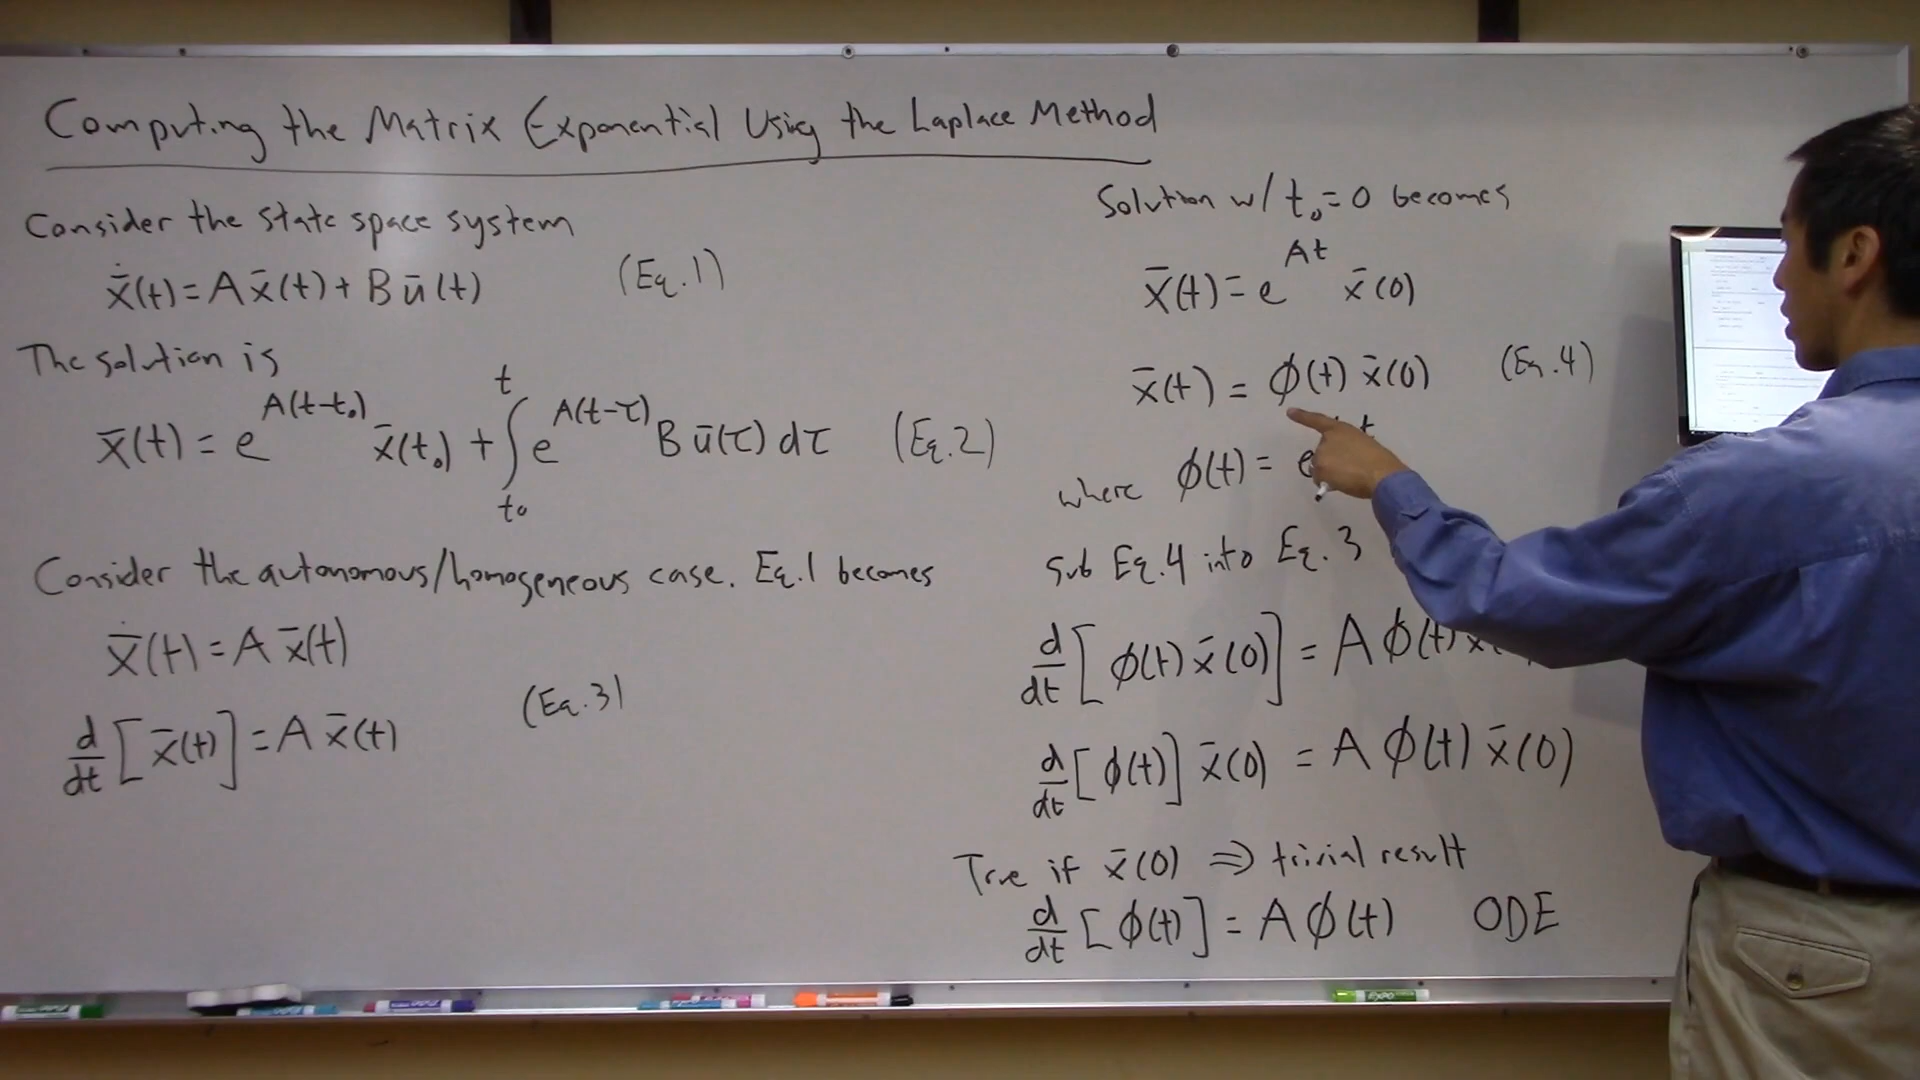 Computing the Matrix Exponential Using the Laplace Method
Consider the state space system
ẋ̄(t) = A x̄(t) + B ū(t) (Eq.1)
The solution is
x̄(t) = e^{A(t-t₀)} x̄(t₀) + ∫_{t₀}^{t} e^{A(t-τ)} B ū(τ) dτ (Eq.2)
Consider the autonomous/homogeneous case. Eq.1 becomes
ẋ̄(t) = A x̄(t)
d/dt [x̄(t)] = A x̄(t) (Eq.3)
Solution w/ t₀=0 becomes
x̄(t) = e^{At} x̄(0)
x̄(t) = ϕ(t) x̄(0) (Eq.4)
where ϕ(t) = e t
Sub Eq.4 into Eq.3
d/dt [ϕ(t) x̄(0)] = A ϕ(t) x
d/dt [ϕ(t)] x̄(0) = A ϕ(t) x̄(0)
True if x̄(0) ⇒ trivial result
d/dt [ϕ(t)] = A ϕ(t) ODE
EXPO